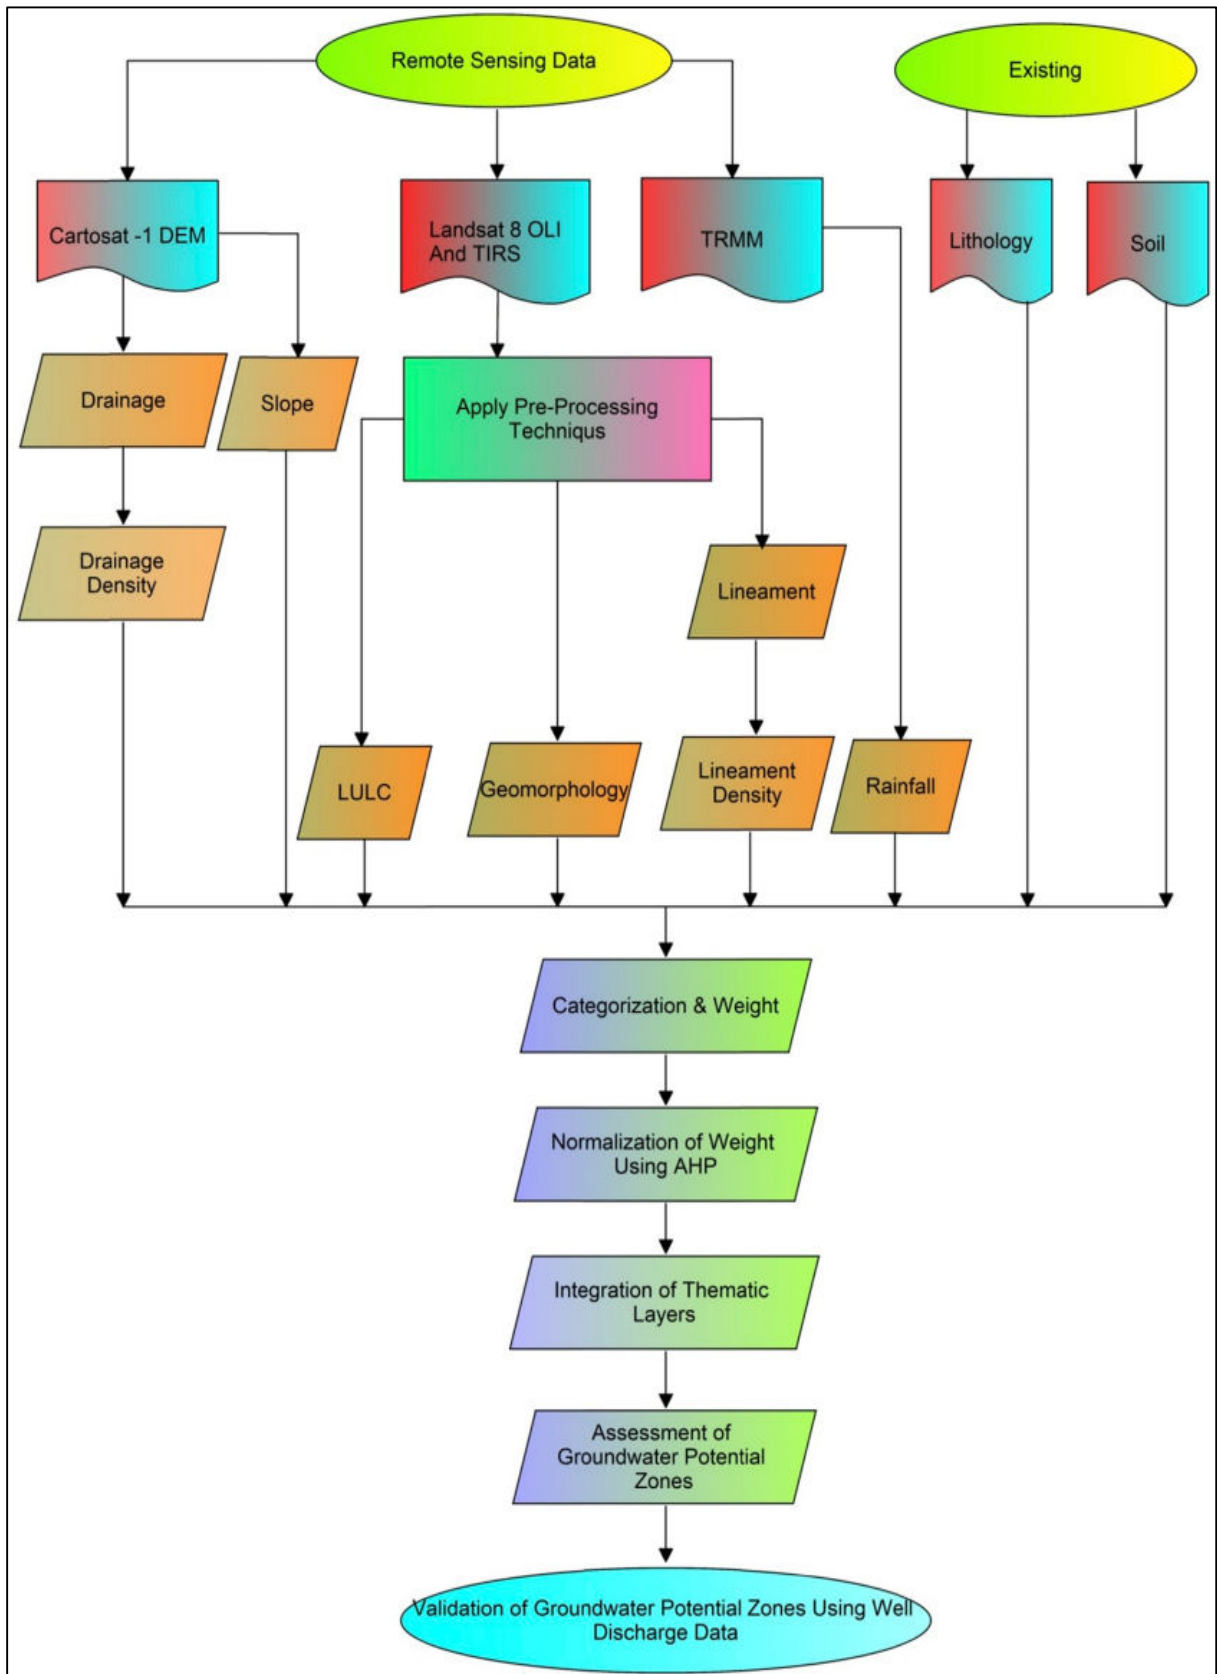 Remote Sensing Data
Existing
Cartosat -1 DEM
Landsat 8 OLI
And TIRS
TRMM
Lithology
Soil
Drainage
Slope
Apply Pre-Processing
Techniqus
Drainage
Density
Lineament
LULC
Geomorphology
Lineament
Density
Rainfall
Categorization & Weight
Normalization of Weight
Using AHP
Integration of Thematic
Layers
Assessment of
Groundwater Potential
Zones
Validation of Groundwater Potential Zones Using Well
Discharge Data